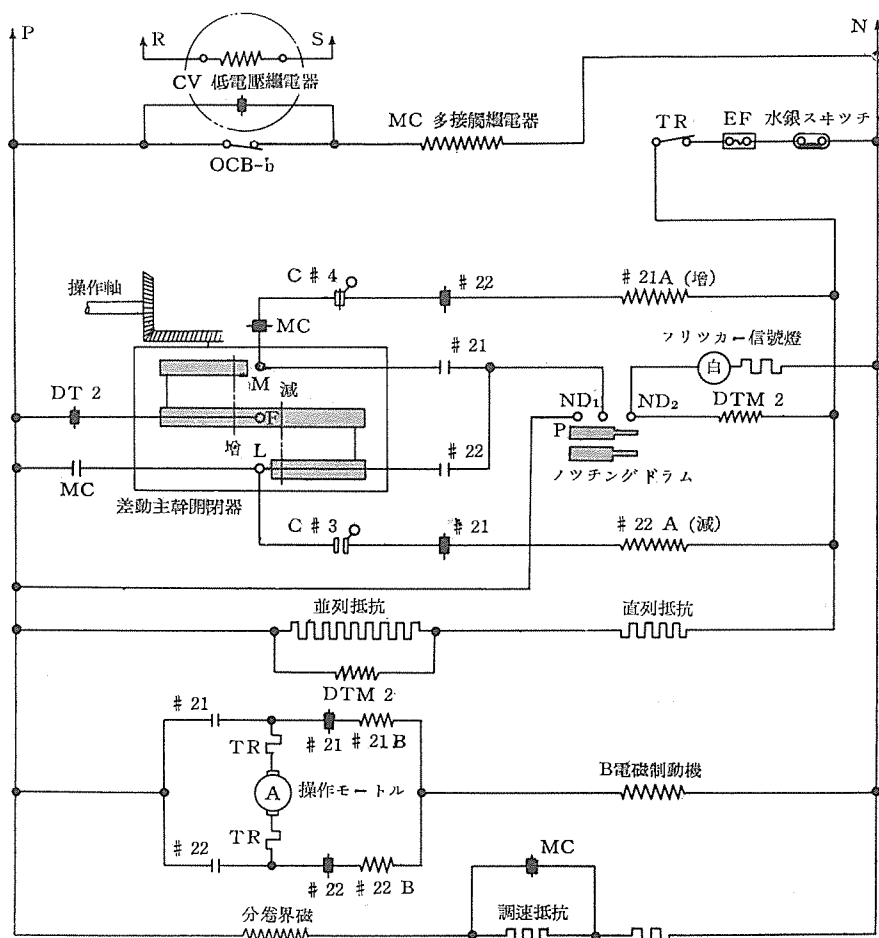 P
N
R
S
CV 低電壓繼電器
MC 多接觸繼電器
OCB-b
TR
EF
水銀スヰツチ
操作軸
C # 4
# 22
# 21A (增)
MC
M
減
# 21
フリツカー信號燈
白
DT 2
F
ND₁
ND₂
DTM 2
增
L
# 22
P
ノツチングドラム
MC
差動主幹開閉器
C # 3
# 21
# 22 A (減)
並列抵抗
直列抵抗
DTM 2
# 21
TR
# 21
# 21B
A
操作モートル
B電磁制動機
TR
# 22
# 22
# 22 B
MC
分卷界磁
調速抵抗